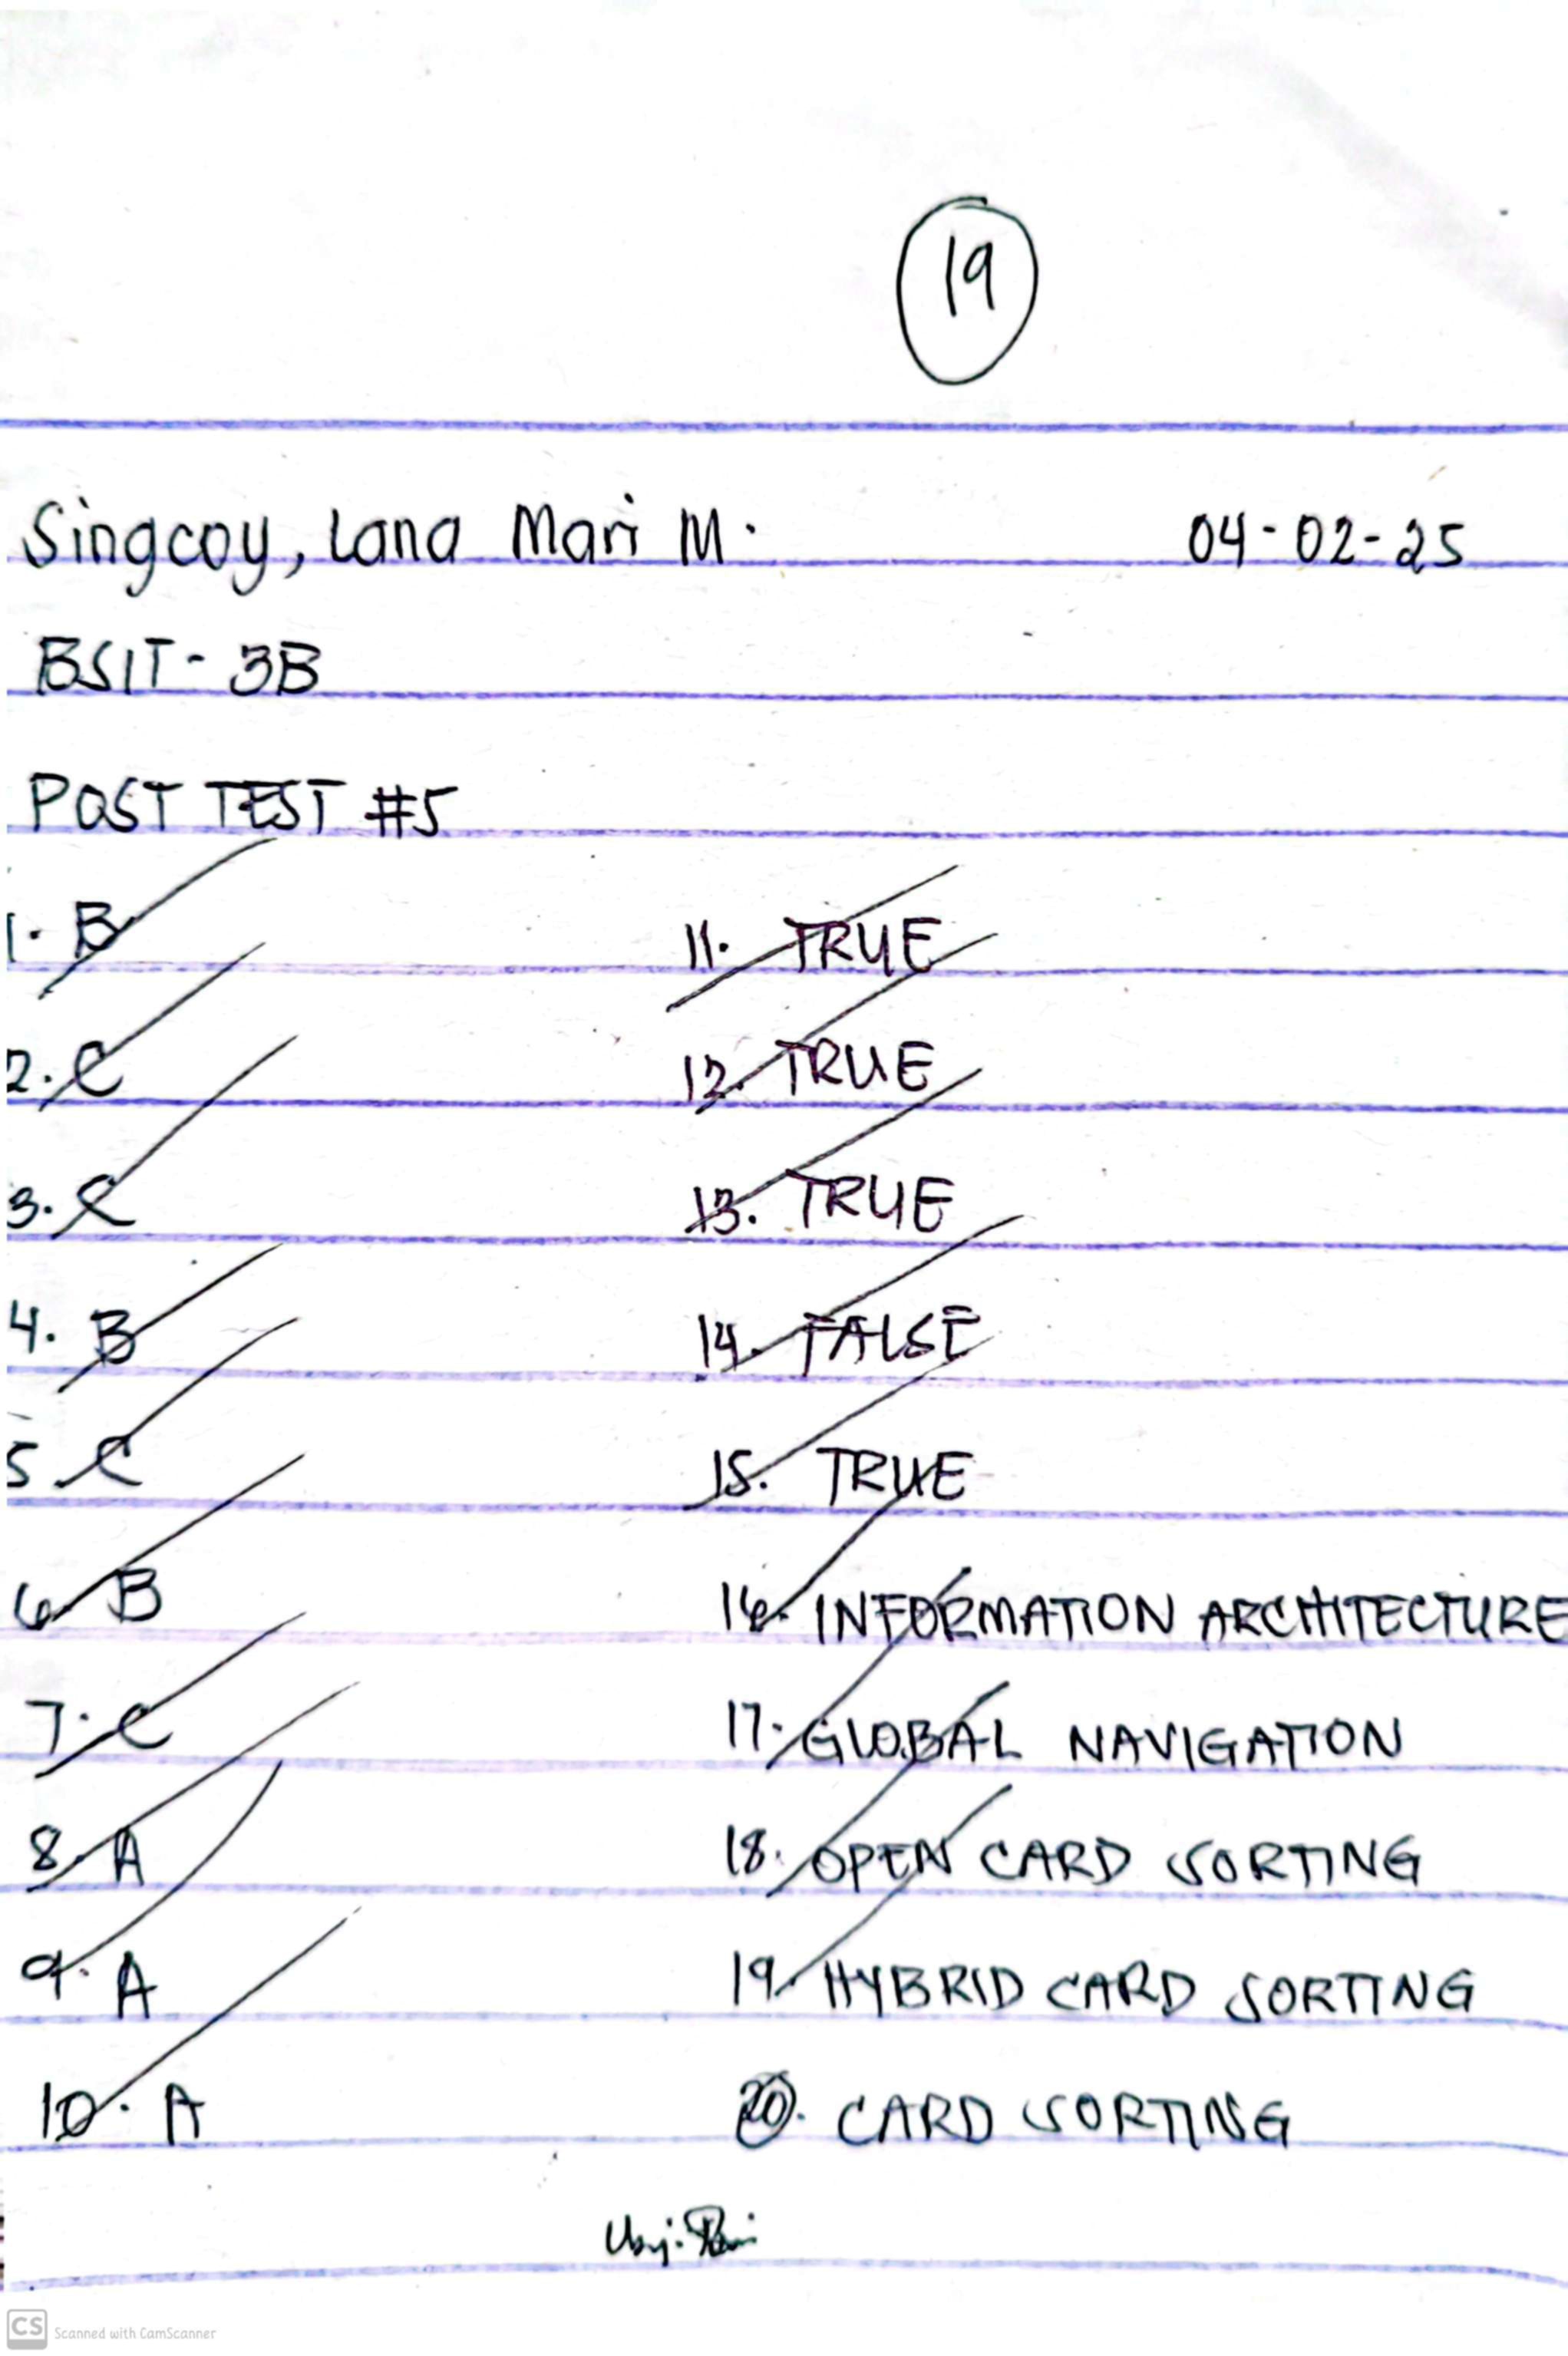 19
Singcoy, Lana Mari M. 04-02-25
BSIT - 3B
POST TEST #5
1. B
2. C
3. C
4. B
5 C
6. B
7. C
8. A
9. A
10. A
11. TRUE
12. TRUE
13. TRUE
14. FALSE
15. TRUE
16. INFORMATION ARCHITECTURE
17. GLOBAL NAVIGATION
18. OPEN CARD SORTING
19. HYBRID CARD SORTING
20. CARD SORTING
CS Scanned with CamScanner